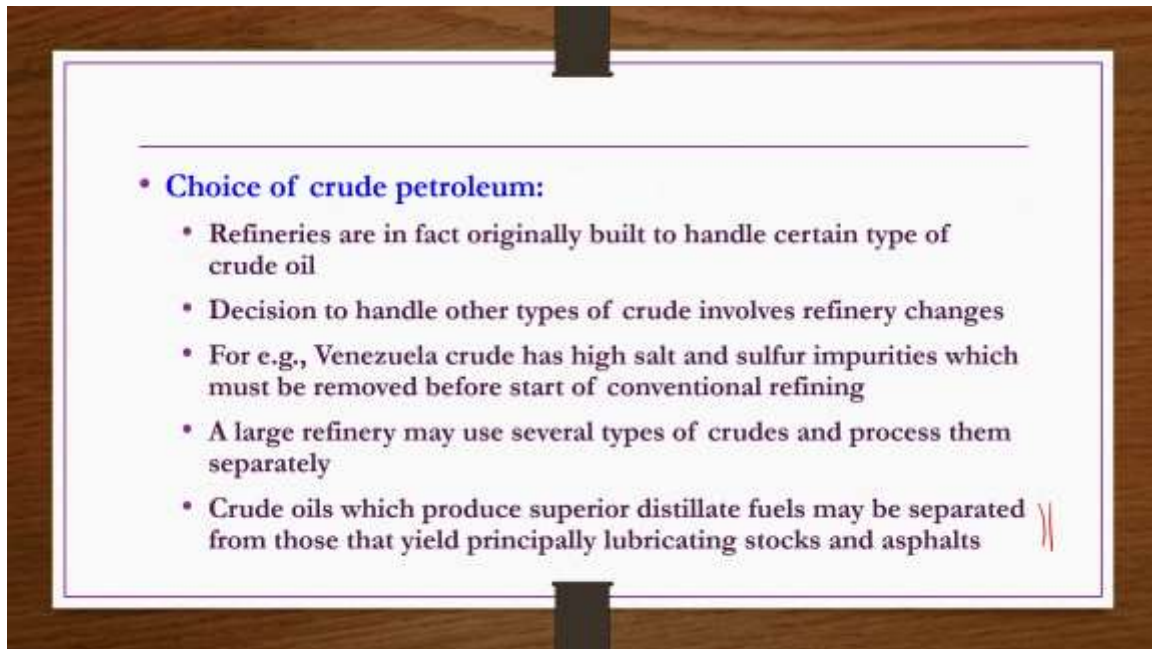 • Choice of crude petroleum:
• Refineries are in fact originally built to handle certain type of
crude oil
• Decision to handle other types of crude involves refinery changes
• For e.g., Venezuela crude has high salt and sulfur impurities which
must be removed before start of conventional refining
• A large refinery may use several types of crudes and process them
separately
• Crude oils which produce superior distillate fuels may be separated
from those that yield principally lubricating stocks and asphalts